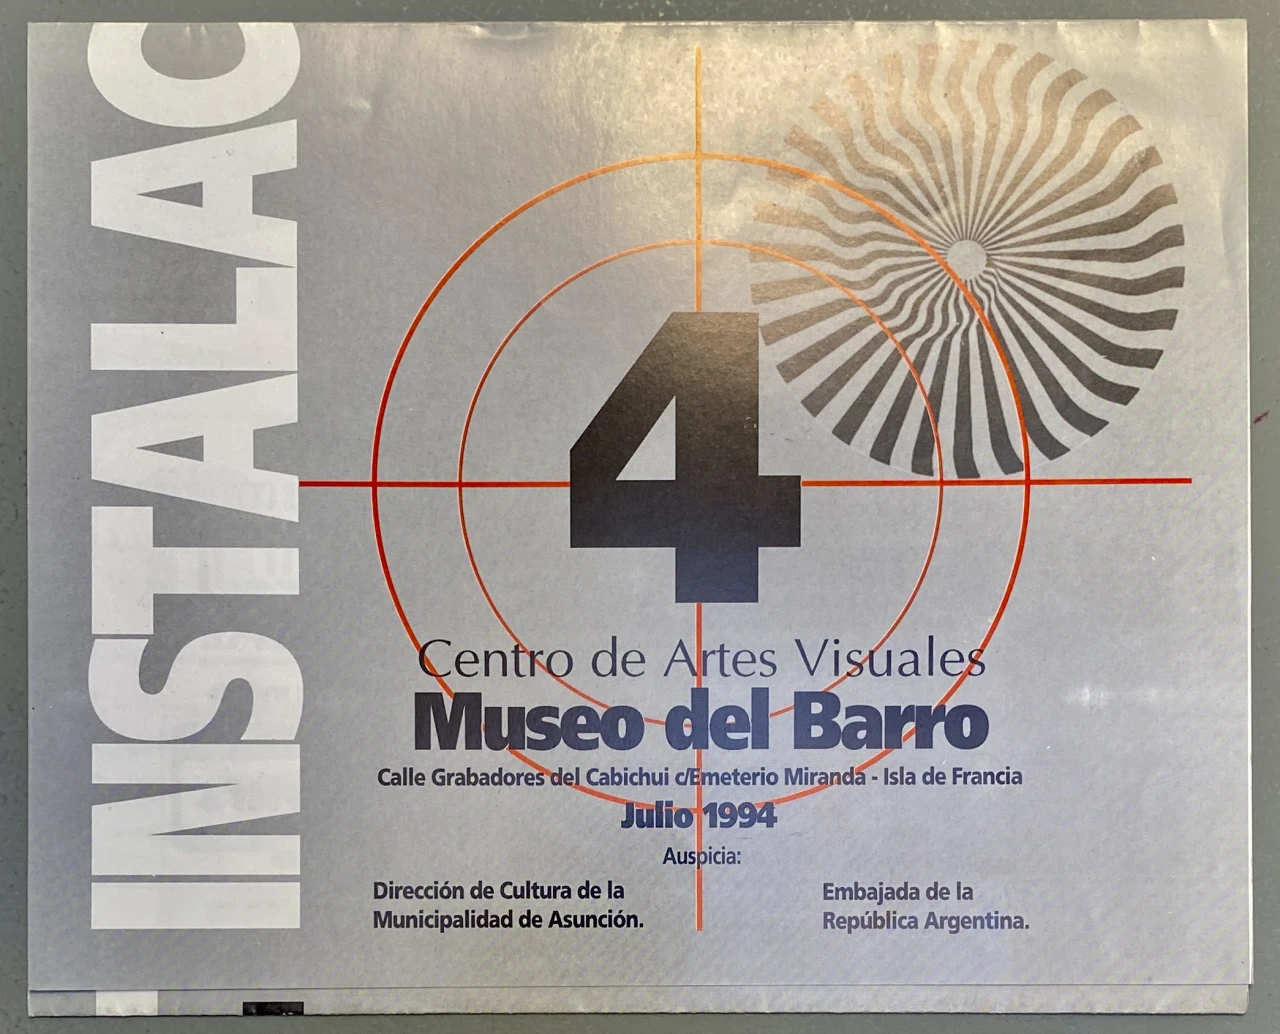 INSTALAC
4
Centro de Artes Visuales
Museo del Barro
Calle Grabadores del Cabichui c/Emeterio Miranda - Isla de Francia
Julio 1994
Auspicia:
Dirección de Cultura de la
Municipalidad de Asunción.
Embajada de la
República Argentina.